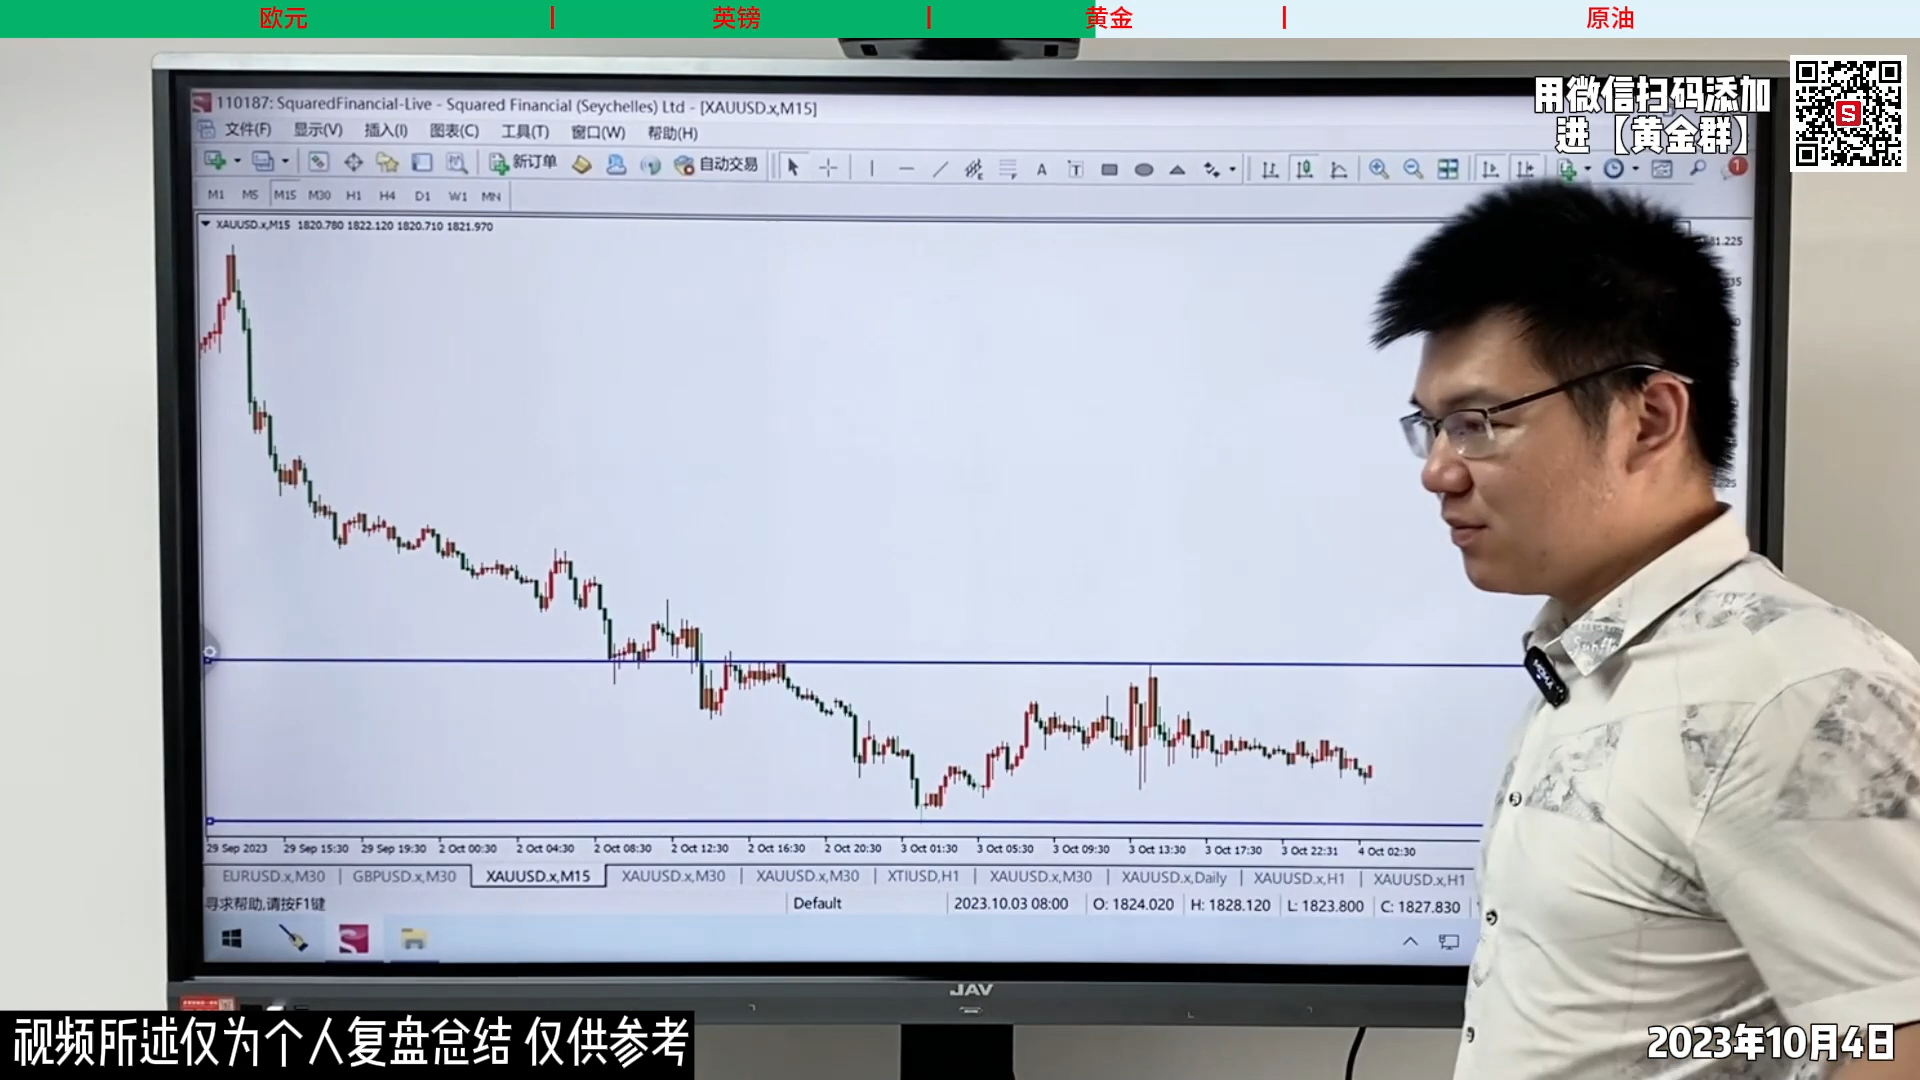 欧元 | 英镑 | 黄金 | 原油
用微信扫码添加
进【黄金群】
110187: SquaredFinancial-Live - Squared Financial (Seychelles) Ltd - [XAUUSD.x,M15]
文件(F) 显示(V) 插入(I) 图表(C) 工具(T) 窗口(W) 帮助(H)
新订单 自动交易 A T 1
M1 M5 M15 M30 H1 H4 D1 W1 MN
XAUUSD.x,M15 1820.780 1822.120 1820.710 1821.970
29 Sep 2023 29 Sep 15:30 29 Sep 19:30 2 Oct 00:30 2 Oct 04:30 2 Oct 08:30 2 Oct 12:30 2 Oct 16:30 2 Oct 20:30 3 Oct 01:30 3 Oct 05:30 3 Oct 09:30 3 Oct 13:30 3 Oct 17:30 3 Oct 22:31 4 Oct 02:30
EURUSD.x,M30 | GBPUSD.x,M30 XAUUSD.x,M15 XAUUSD.x,M30 | XAUUSD.x,M30 | XTIUSD,H1 | XAUUSD.x,M30 | XAUUSD.x,Daily | XAUUSD.x,H1 | XAUUSD.x,H1
寻求帮助,请按F1键 Default 2023.10.03 08:00 O: 1824.020 H: 1828.120 L: 1823.800 C: 1827.830
JAV
视频所述仅为个人复盘总结 仅供参考
2023年10月4日